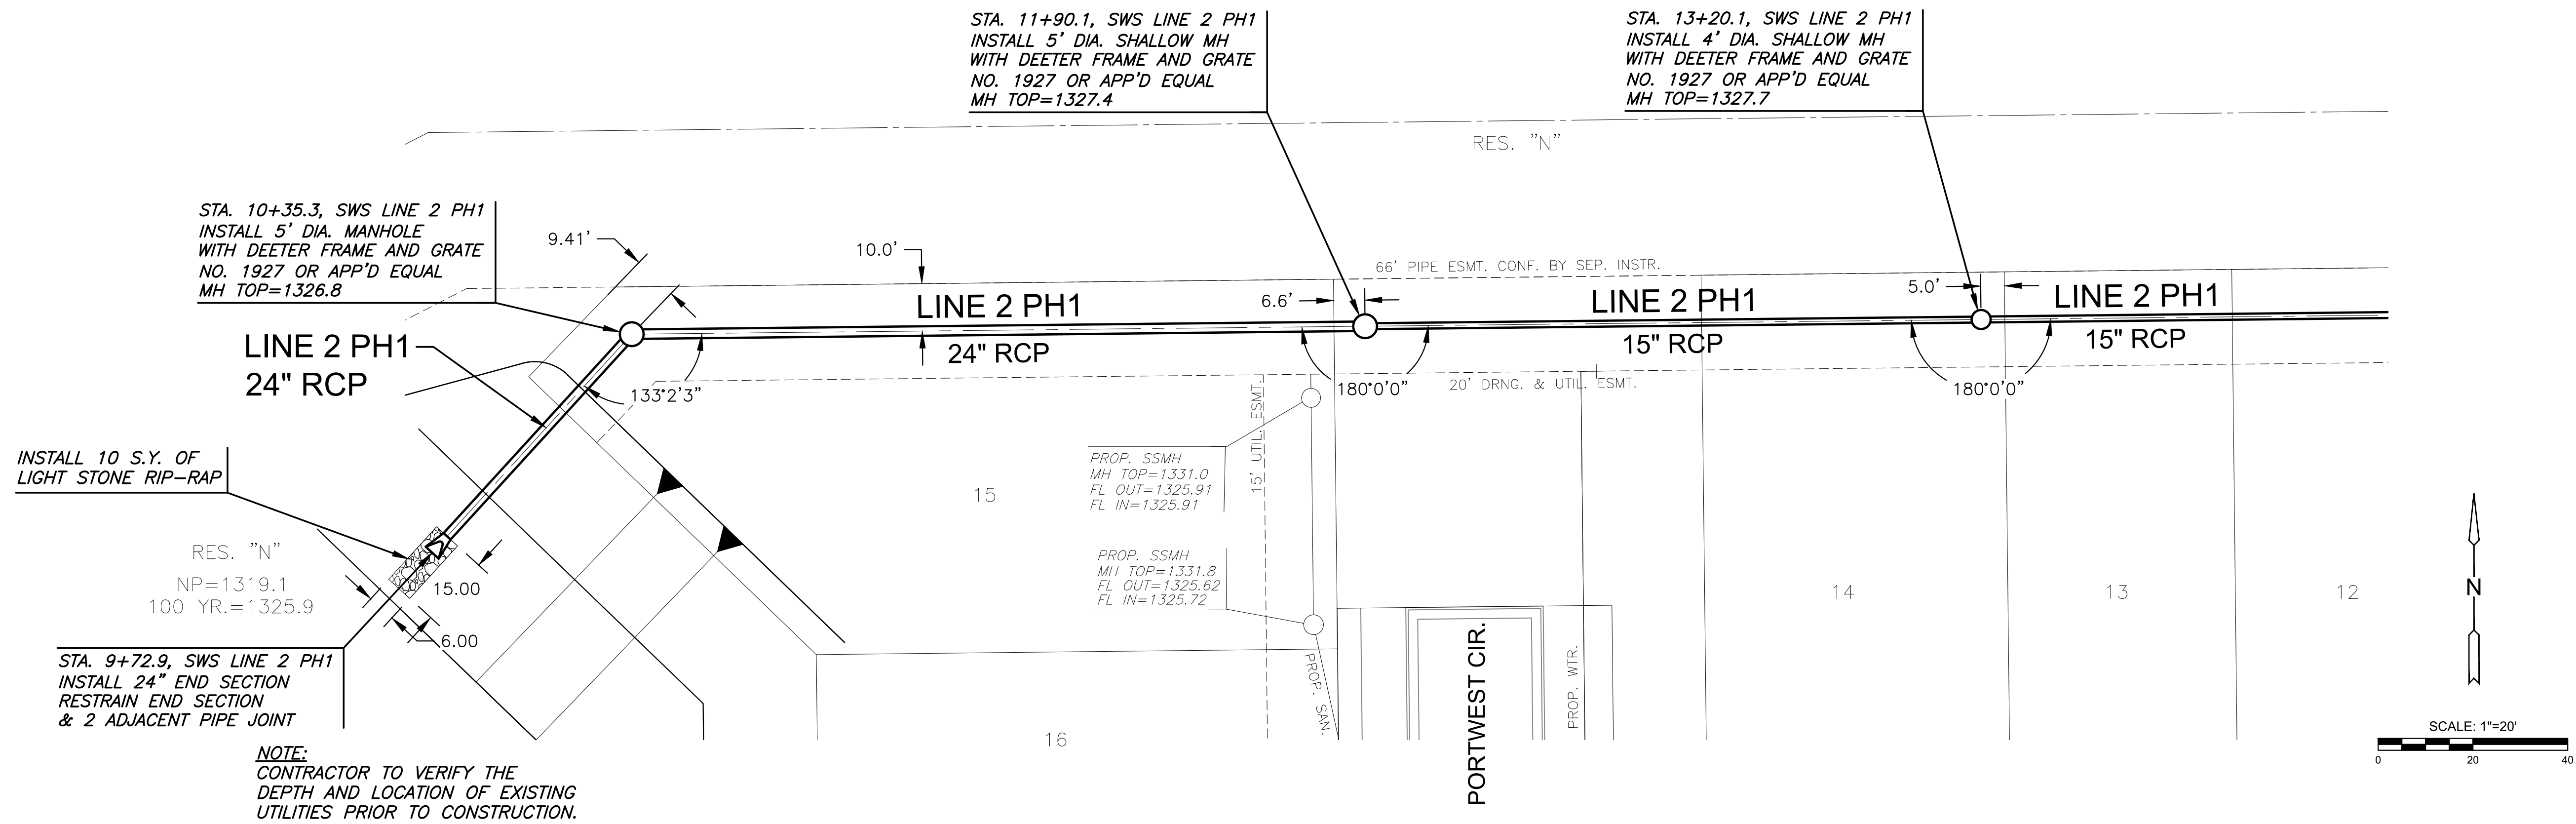 STA. 11+90.1, SWS LINE 2 PH1
INSTALL 5' DIA. SHALLOW MH
WITH DEETER FRAME AND GRATE
NO. 1927 OR APP'D EQUAL
MH TOP=1327.4
STA. 13+20.1, SWS LINE 2 PH1
INSTALL 4' DIA. SHALLOW MH
WITH DEETER FRAME AND GRATE
NO. 1927 OR APP'D EQUAL
MH TOP=1327.7
RES. "N"
STA. 10+35.3, SWS LINE 2 PH1
INSTALL 5' DIA. MANHOLE
WITH DEETER FRAME AND GRATE
NO. 1927 OR APP'D EQUAL
MH TOP=1326.8
9.41'
10.0'
66' PIPE ESMT. CONF. BY SEP. INSTR.
6.6'
5.0'
LINE 2 PH1
24" RCP
LINE 2 PH1
15" RCP
LINE 2 PH1
15" RCP
LINE 2 PH1
24" RCP
133°2'3"
180°0'0"
180°0'0"
20' DRNG. & UTIL. ESMT.
15' UTIL. ESMT.
INSTALL 10 S.Y. OF
LIGHT STONE RIP-RAP
PROP. SSMH
MH TOP=1331.0
FL OUT=1325.91
FL IN=1325.91
15
RES. "N"
NP=1319.1
100 YR.=1325.9
15.00
6.00
PROP. SSMH
MH TOP=1331.8
FL OUT=1325.62
FL IN=1325.72
14
13
12
N
STA. 9+72.9, SWS LINE 2 PH1
INSTALL 24" END SECTION
RESTRAIN END SECTION
& 2 ADJACENT PIPE JOINT
PROP. SAN.
PORTWEST CIR.
PROP. WTR.
16
NOTE:
CONTRACTOR TO VERIFY THE
DEPTH AND LOCATION OF EXISTING
UTILITIES PRIOR TO CONSTRUCTION.
SCALE: 1"=20'
0 20 40